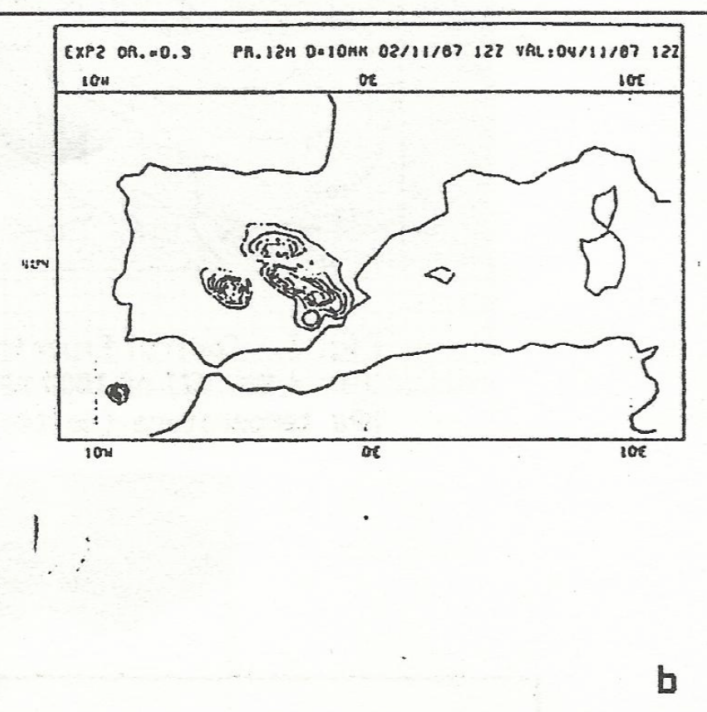 EXP2 OR.=0.3 PR.12H D=10MM 02/11/87 12Z VAL:04/11/87 12Z
10W 0E 10E
40N
10W 0E 10E
b